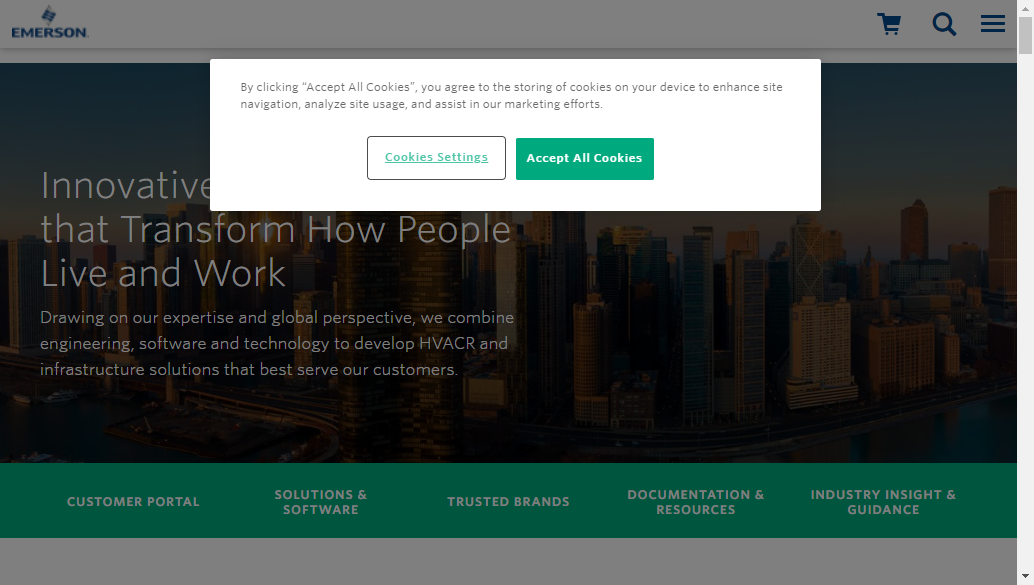 EMERSON
By clicking “Accept All Cookies”, you agree to the storing of cookies on your device to enhance site
navigation, analyze site usage, and assist in our marketing efforts.
Cookies Settings
Accept All Cookies
Innovative
that Transform How People
Live and Work
Drawing on our expertise and global perspective, we combine
engineering, software and technology to develop HVACR and
infrastructure solutions that best serve our customers.
CUSTOMER PORTAL
SOLUTIONS &
SOFTWARE
TRUSTED BRANDS
DOCUMENTATION &
RESOURCES
INDUSTRY INSIGHT &
GUIDANCE